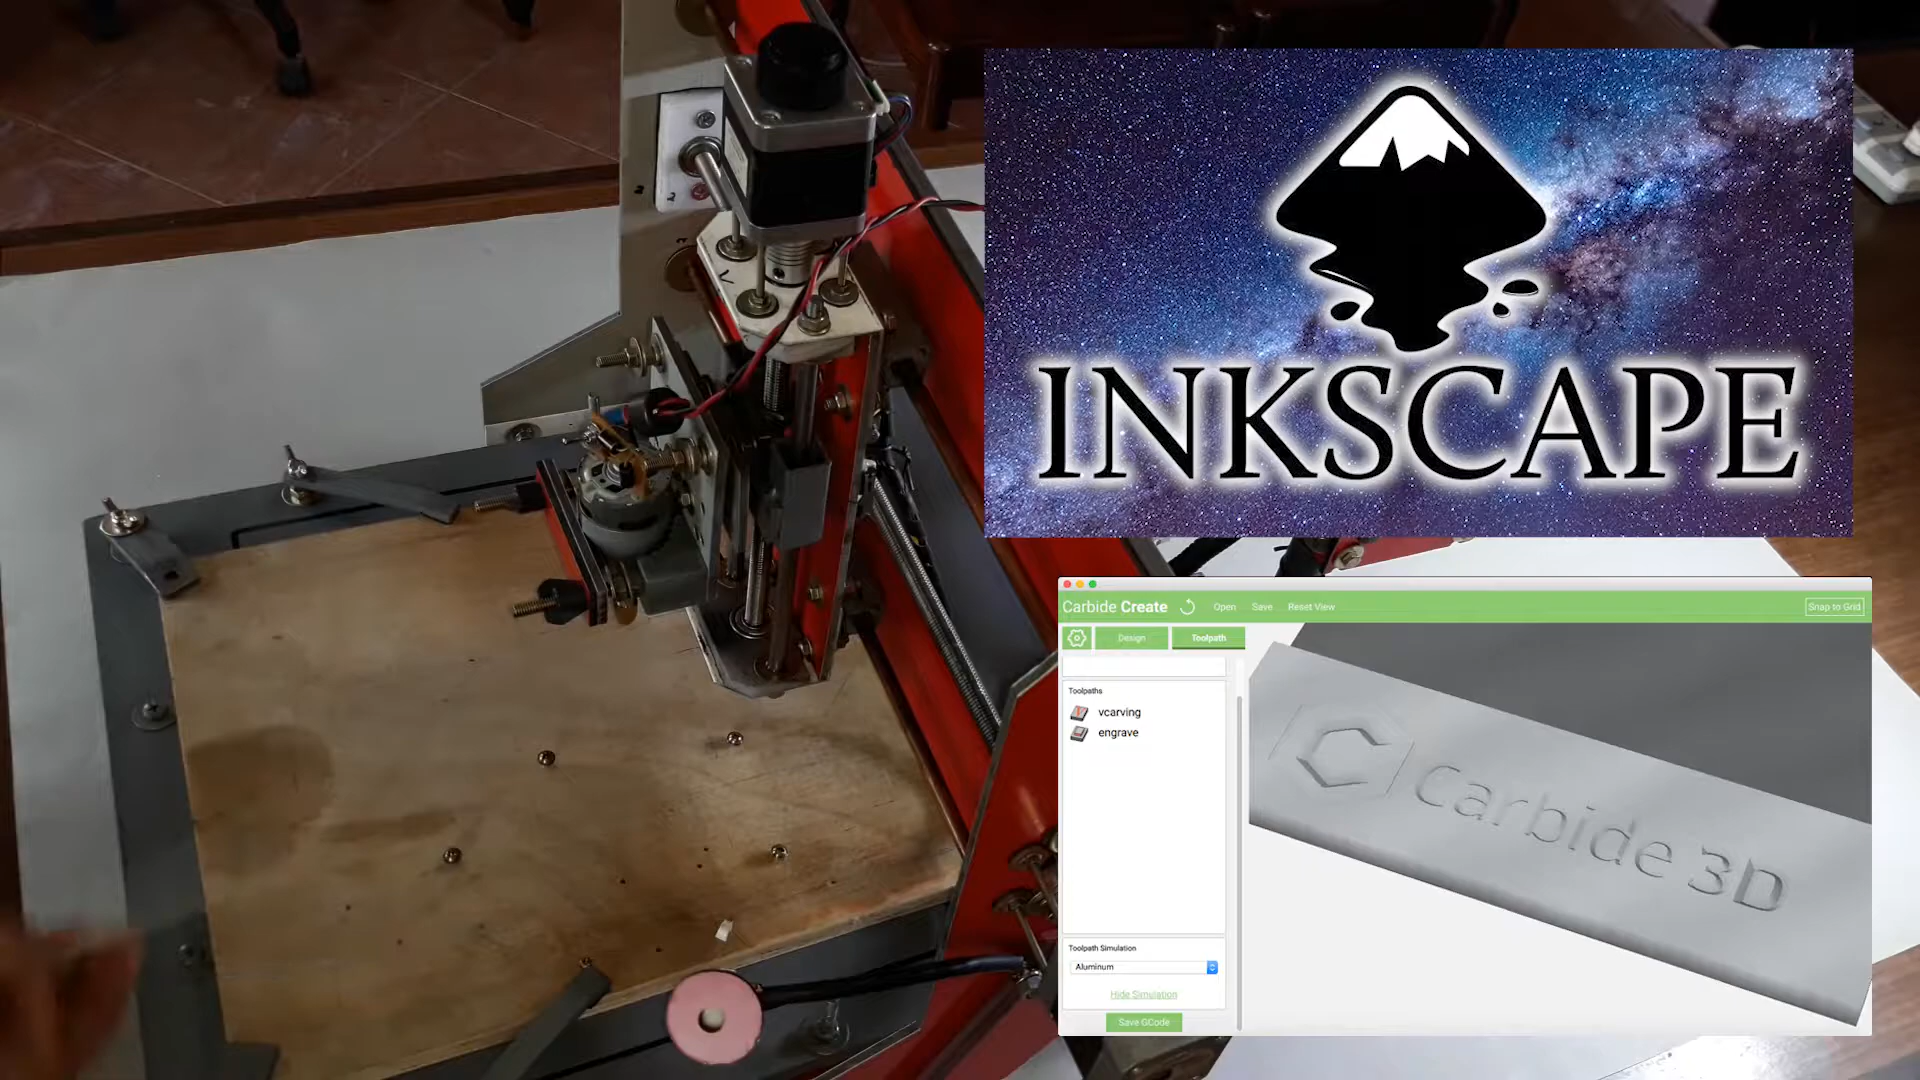 INKSCAPE
Carbide Create
Open
Save
Reset View
Snap to Grid
Design
Toolpath
Toolpaths
vcarving
engrave
Toolpath Simulation
Aluminum
Hide Simulation
Save GCode
Carbide 3D